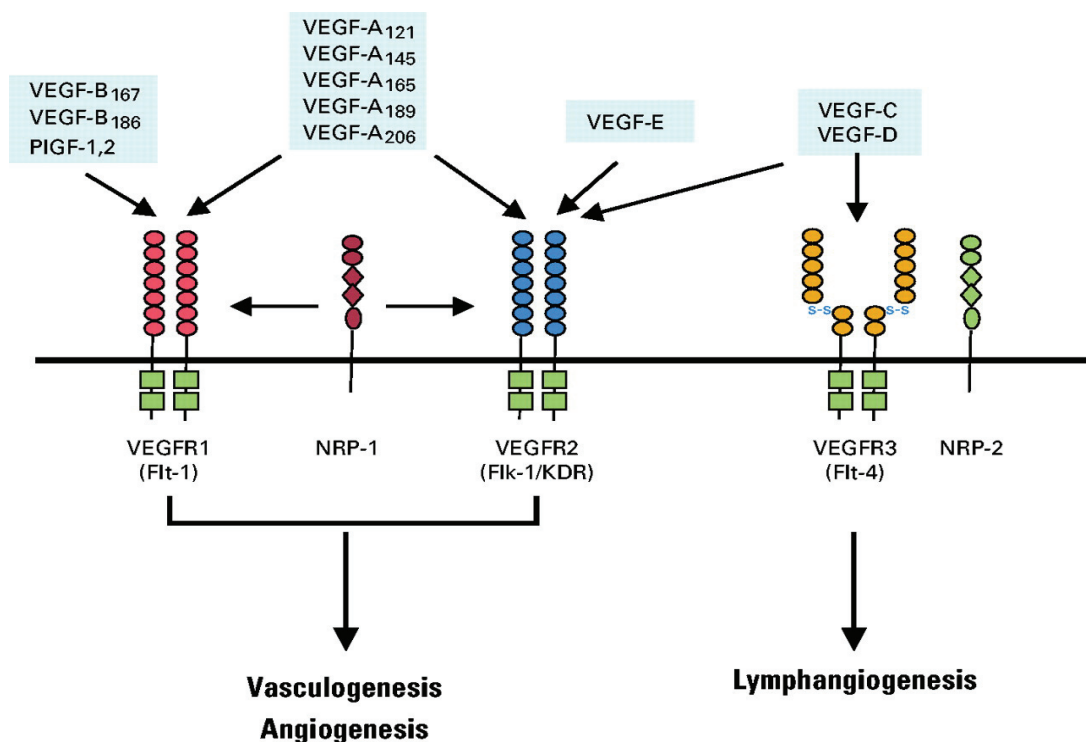 VEGF-B167
VEGF-B186
PIGF-1,2
VEGF-A121
VEGF-A145
VEGF-A165
VEGF-A189
VEGF-A206
VEGF-E
VEGF-C
VEGF-D
S-S
S-S
VEGFR1
(Flt-1)
NRP-1
VEGFR2
(Flk-1/KDR)
VEGFR3
(Flt-4)
NRP-2
Vasculogenesis
Angiogenesis
Lymphangiogenesis